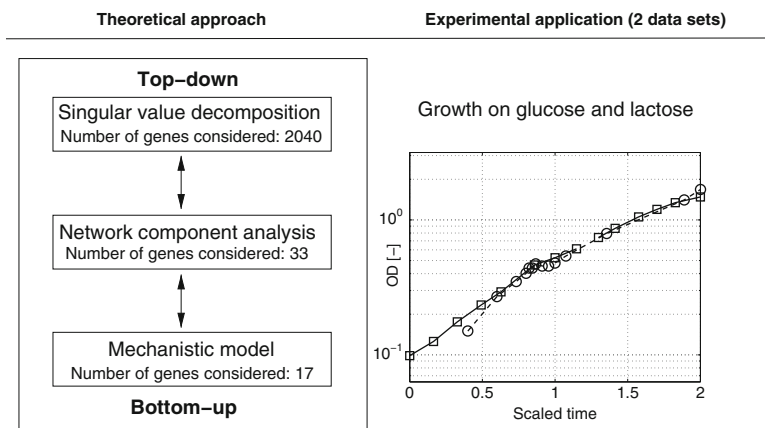 Theoretical approach
Experimental application (2 data sets)
Top–down
Singular value decomposition
Number of genes considered: 2040
Network component analysis
Number of genes considered: 33
Mechanistic model
Number of genes considered: 17
Bottom–up
Growth on glucose and lactose
OD [–]
10^0
10^−1
0 0.5 1 1.5 2
Scaled time